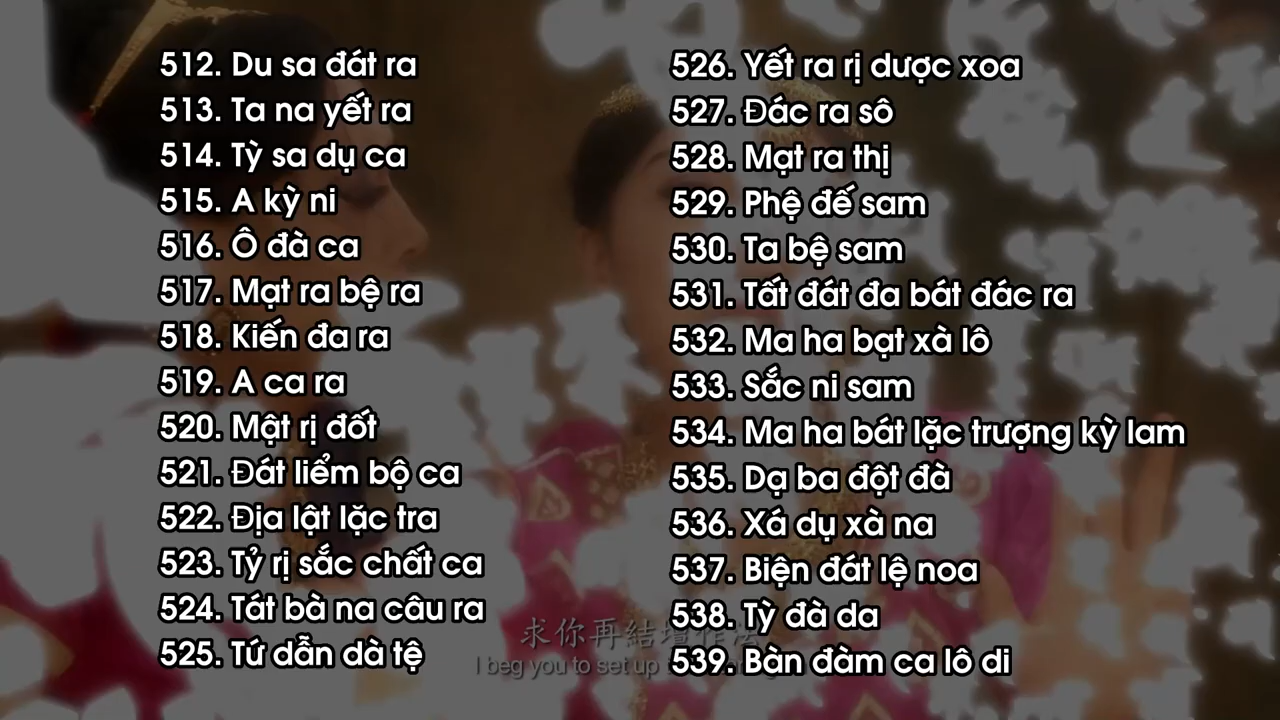 512. Du sa đát ra
513. Ta na yết ra
514. Tỳ sa dụ ca
515. A kỳ ni
516. Ô đà ca
517. Mạt ra bệ ra
518. Kiến đa ra
519. A ca ra
520. Mật rị đốt
521. Đát liểm bộ ca
522. Địa lật lặc tra
523. Tỷ rị sắc chất ca
524. Tát bà na câu ra
525. Tứ dẫn dà tệ
526. Yết ra rị dược xoa
527. Đác ra sô
528. Mạt ra thị
529. Phệ đế sam
530. Ta bệ sam
531. Tất đát đa bát đác ra
532. Ma ha bạt xà lô
533. Sắc ni sam
534. Ma ha bát lặc trượng kỳ lam
535. Dạ ba đột đà
536. Xá dụ xà na
537. Biện đát lệ noa
538. Tỳ đà da
539. Bàn đàm ca lô di
求你再結壇作法
I beg you to set up